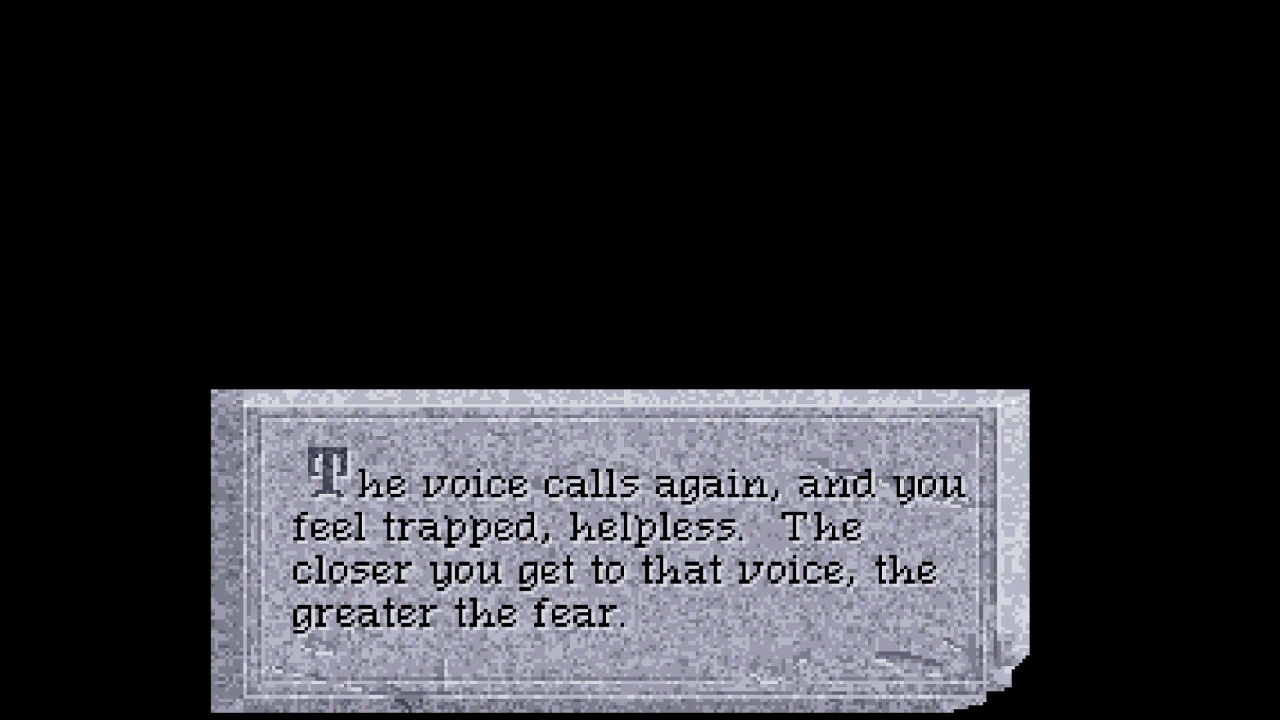 The voice calls again, and you
feel trapped, helpless.  The
closer you get to that voice, the
greater the fear.